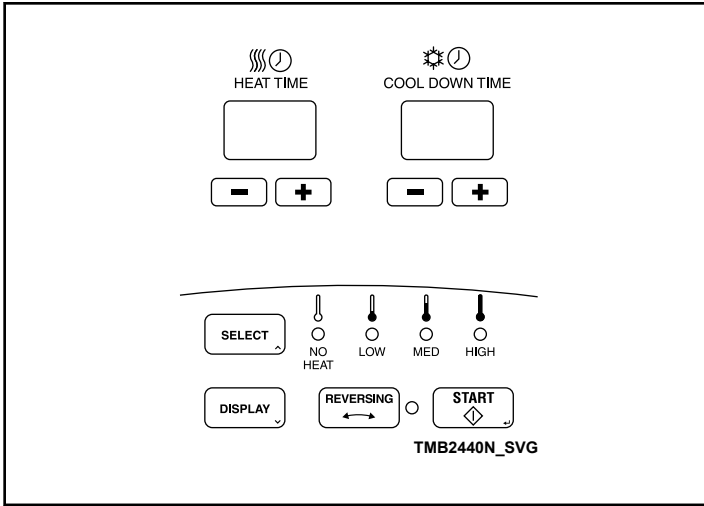 HEAT TIME
COOL DOWN TIME
SELECT
NO HEAT
LOW
MED
HIGH
DISPLAY
REVERSING
START
TMB2440N_SVG